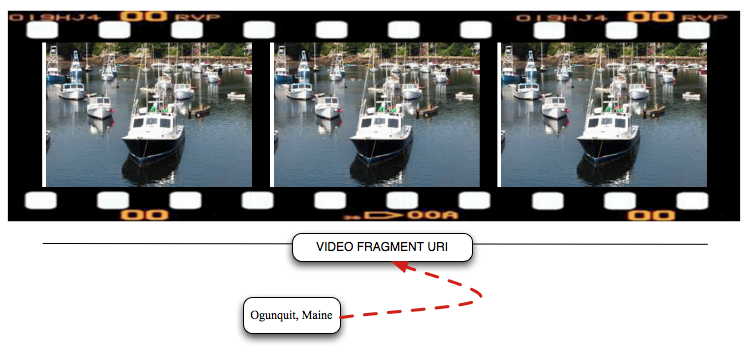 019HJ4 00 RVP 019HJ4 00 RVP
00 00A 00
VIDEO FRAGMENT URI
Ogunquit, Maine